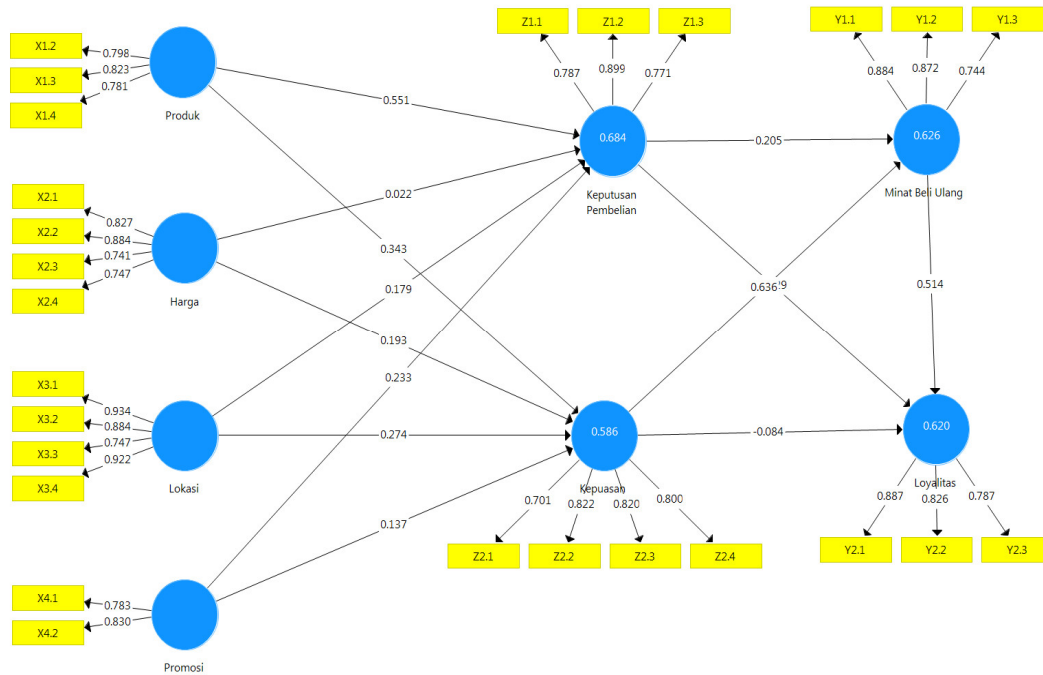 Z1.1
Z1.2
Z1.3
Y1.1
Y1.2
Y1.3
X1.2
X1.3
X1.4
0.798
0.823
0.781
Produk
0.787
0.899
0.771
0.884
0.872
0.744
0.551
0.684
Keputusan
Pembelian
0.205
0.626
Minat Beli Ulang
X2.1
X2.2
X2.3
X2.4
0.827
0.884
0.741
0.747
Harga
0.022
0.343
0.179
0.193
0.233
0.636
0.514
X3.1
X3.2
X3.3
X3.4
0.934
0.884
0.747
0.922
Lokasi
0.274
0.586
Kepuasan
-0.084
0.620
Loyalitas
0.701
0.822
0.820
0.800
0.887
0.826
0.787
Z2.1
Z2.2
Z2.3
Z2.4
Y2.1
Y2.2
Y2.3
0.137
X4.1
X4.2
0.783
0.830
Promosi